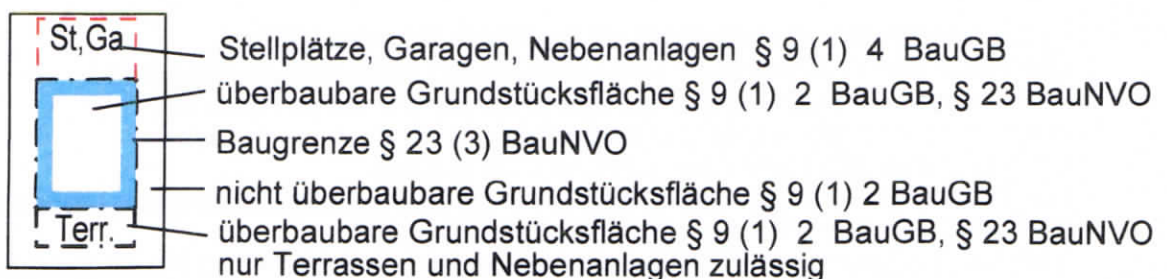 St,Ga
Stellplätze, Garagen, Nebenanlagen § 9 (1) 4 BauGB
überbaubare Grundstücksfläche § 9 (1) 2 BauGB, § 23 BauNVO
Baugrenze § 23 (3) BauNVO
nicht überbaubare Grundstücksfläche § 9 (1) 2 BauGB
Terr.
überbaubare Grundstücksfläche § 9 (1) 2 BauGB, § 23 BauNVO
nur Terrassen und Nebenanlagen zulässig